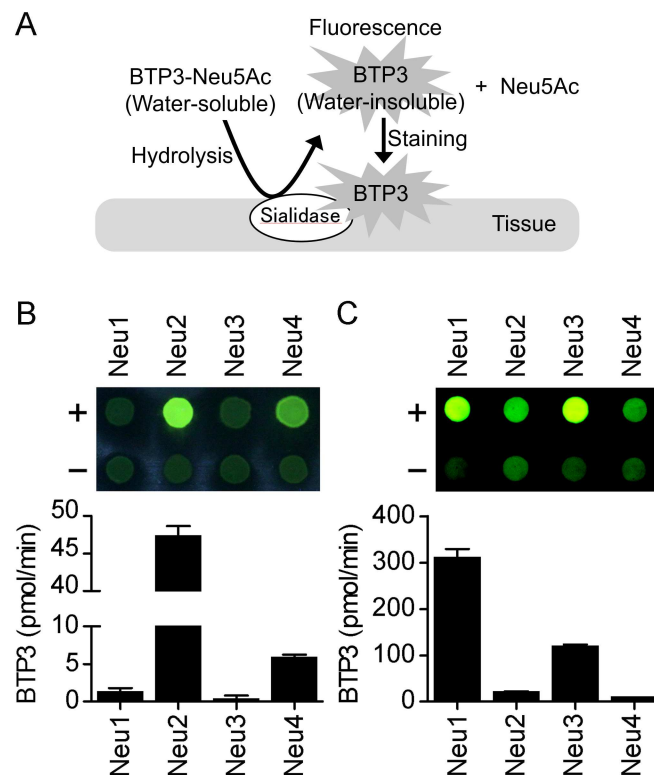 A
Fluorescence
BTP3-Neu5Ac
(Water-soluble)
BTP3
(Water-insoluble)
+ Neu5Ac
Hydrolysis
Staining
BTP3
Sialidase
Tissue
B
Neu1 Neu2 Neu3 Neu4
+
−
BTP3 (pmol/min)
50
45
40
10
5
0
Neu1 Neu2 Neu3 Neu4
C
Neu1 Neu2 Neu3 Neu4
+
−
BTP3 (pmol/min)
400
300
200
100
0
Neu1 Neu2 Neu3 Neu4